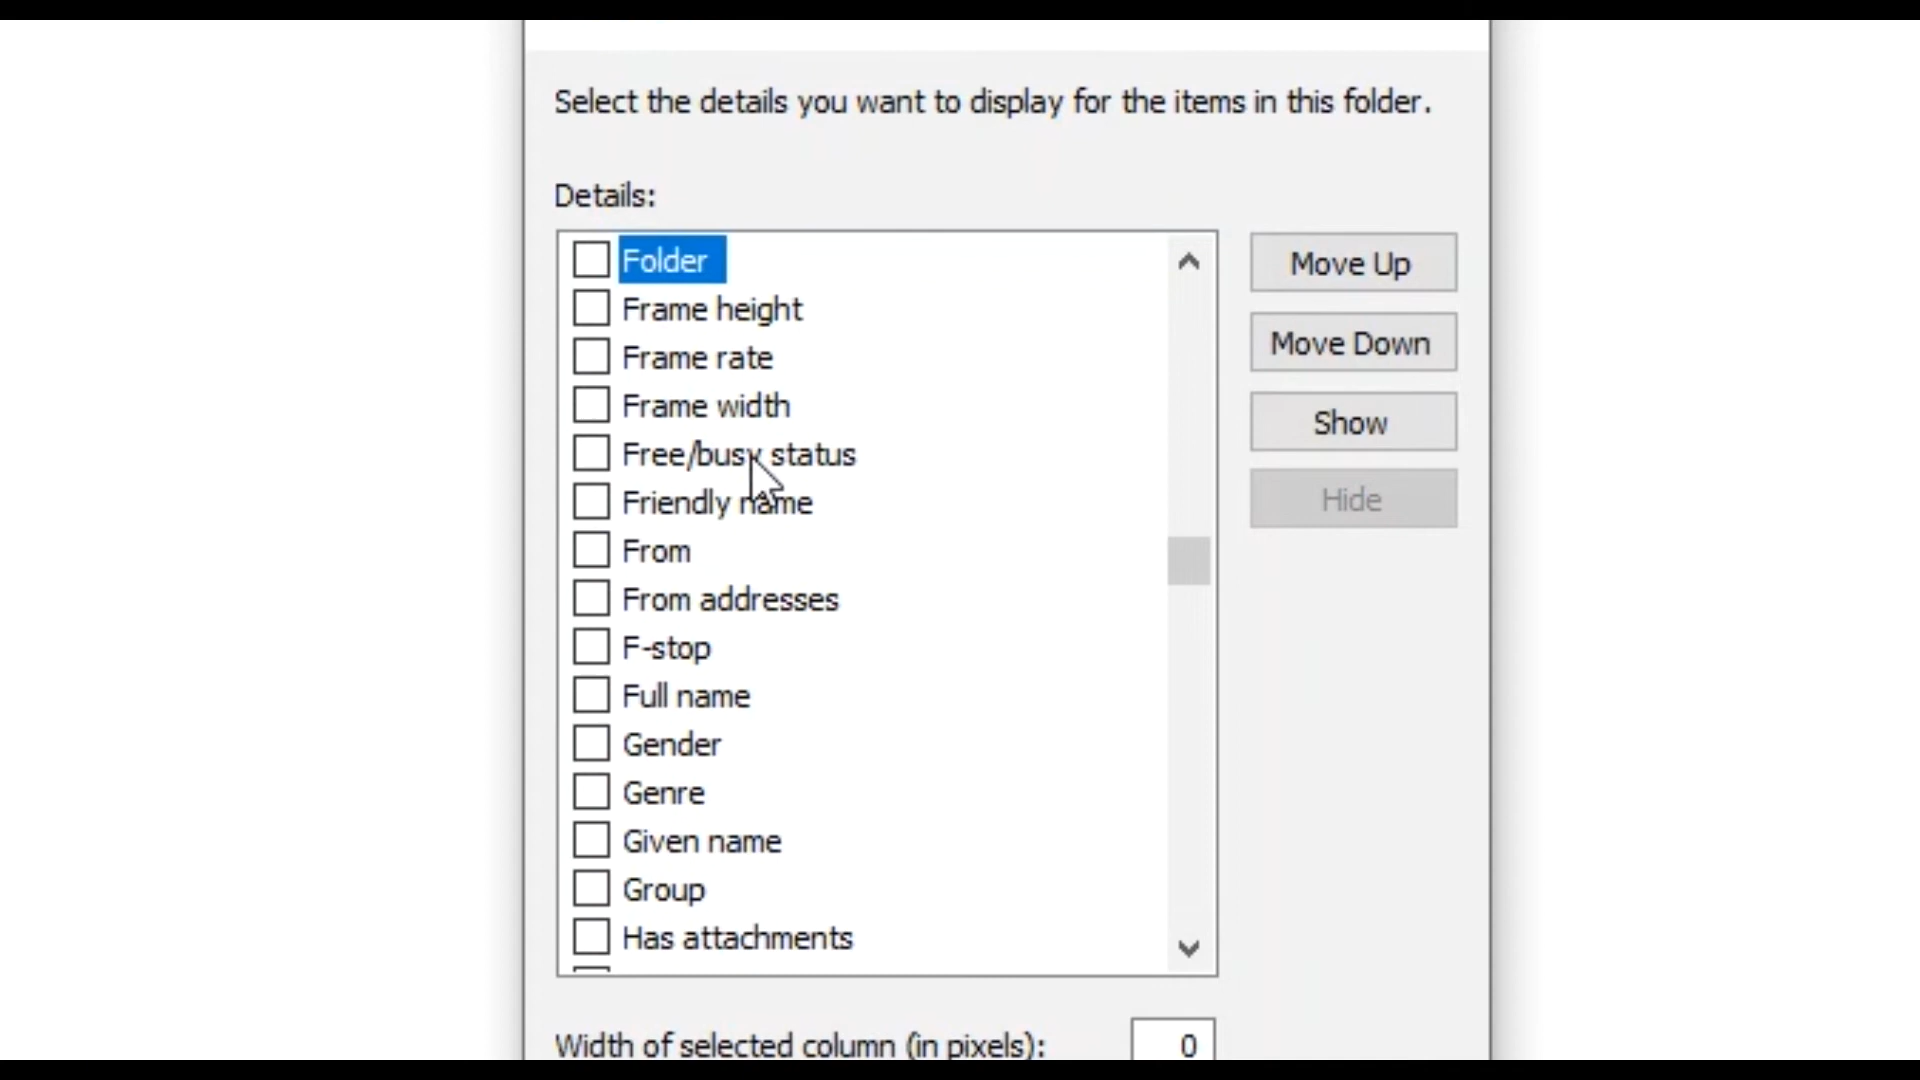 Select the details you want to display for the items in this folder.
Details:
Folder
Frame height
Frame rate
Frame width
Free/busy status
Friendly name
From
From addresses
F-stop
Full name
Gender
Genre
Given name
Group
Has attachments
Move Up
Move Down
Show
Hide
Width of selected column (in pixels): 0